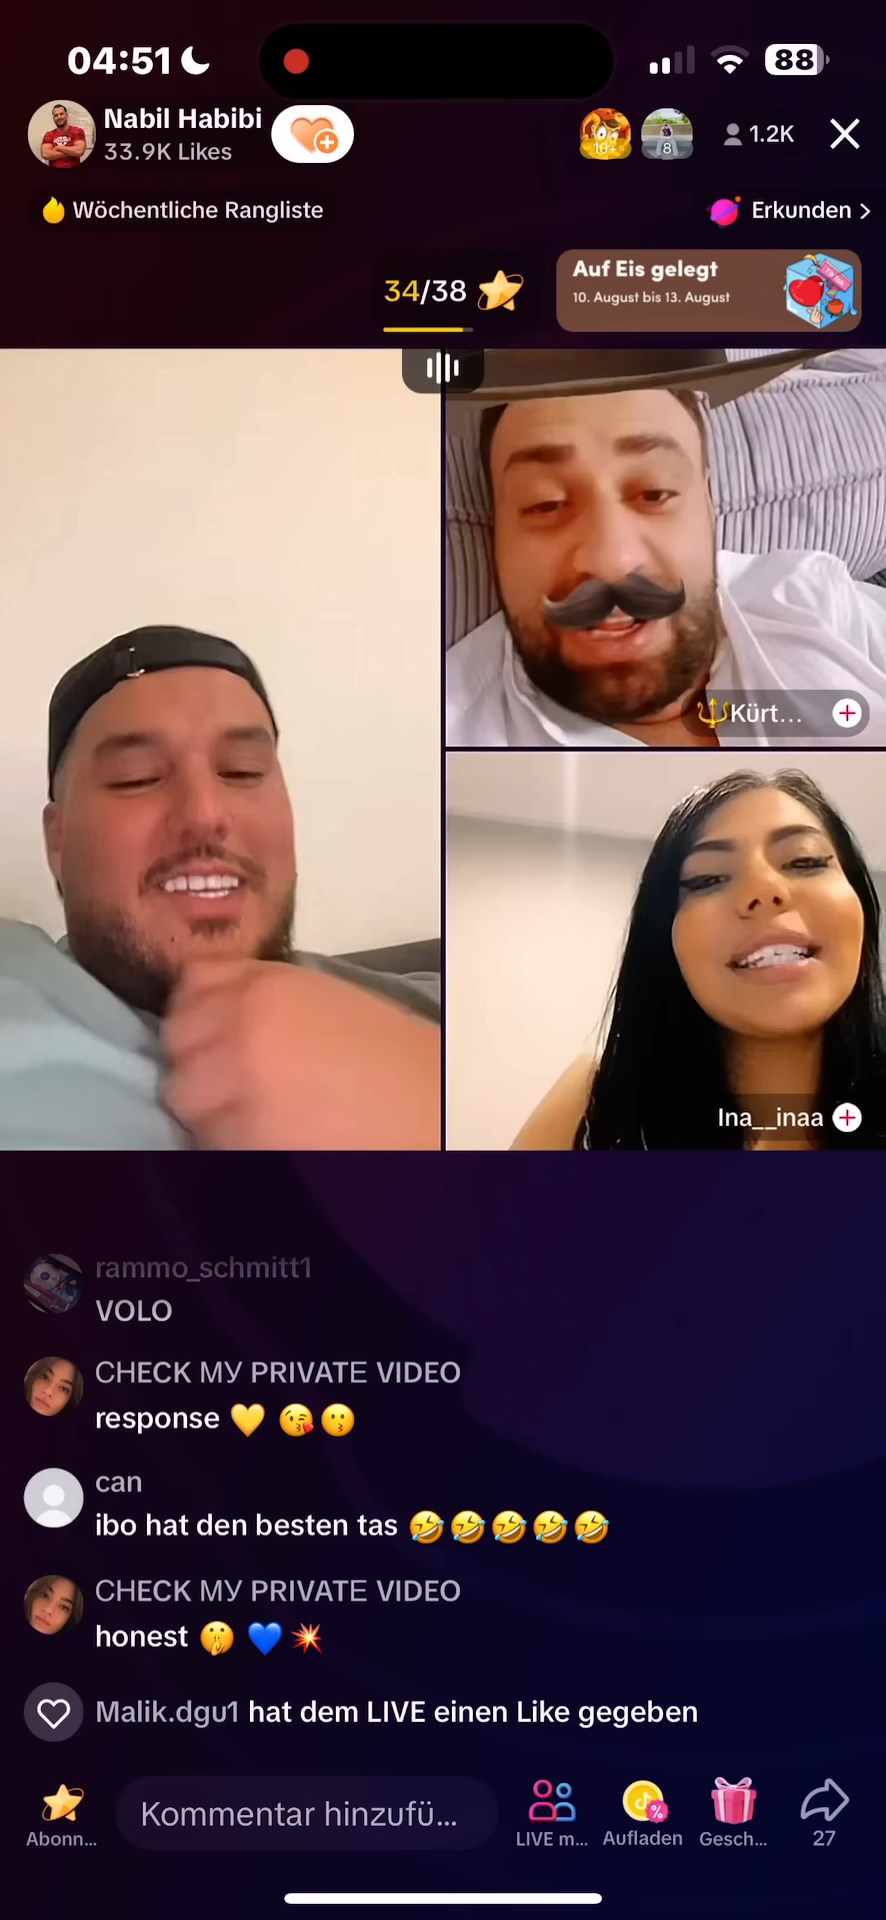 04:51
88
Nabil Habibi
33.9K Likes
10+
8
1.2K
Wöchentliche Rangliste
Erkunden >
34/38
Auf Eis gelegt
10. August bis 13. August
Kürt...
Ina__inaa
rammo_schmitt1
VOLO
CHECK MУ PRIVATE VIDEO
response 💛 😘😗
can
ibo hat den besten tas 🤣🤣🤣🤣🤣
CHECK MУ PRIVATE VIDEO
honest 🤫 💙 💥
Malik.dgu1 hat dem LIVE einen Like gegeben
Kommentar hinzufü...
Abonn...
LIVE m...
Aufladen
Gesch...
27